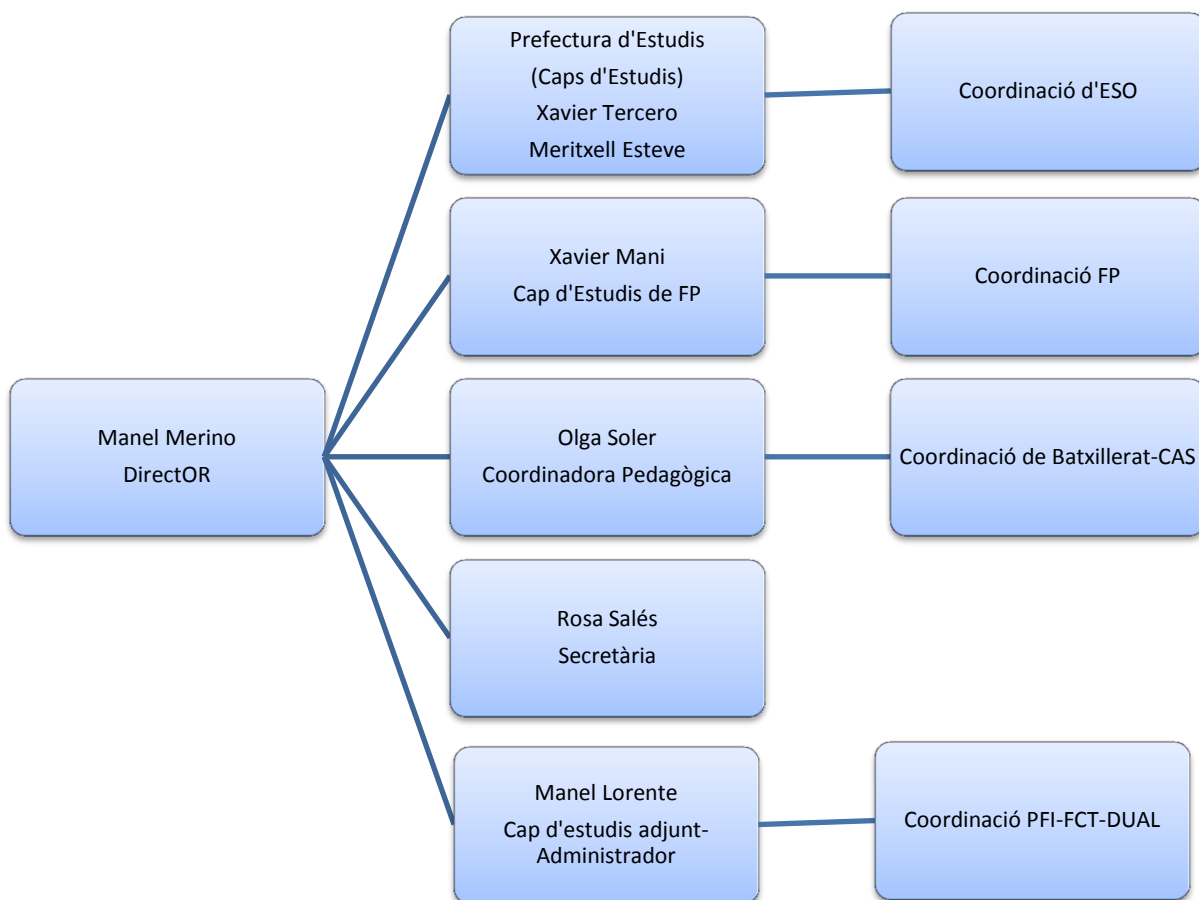 Prefectura d'Estudis
(Caps d'Estudis)
Xavier Tercero
Meritxell Esteve
Coordinació d'ESO
Xavier Mani
Cap d'Estudis de FP
Coordinació FP
Manel Merino
DirectOR
Olga Soler
Coordinadora Pedagògica
Coordinació de Batxillerat-CAS
Rosa Salés
Secretària
Manel Lorente
Cap d'estudis adjunt-
Administrador
Coordinació PFI-FCT-DUAL